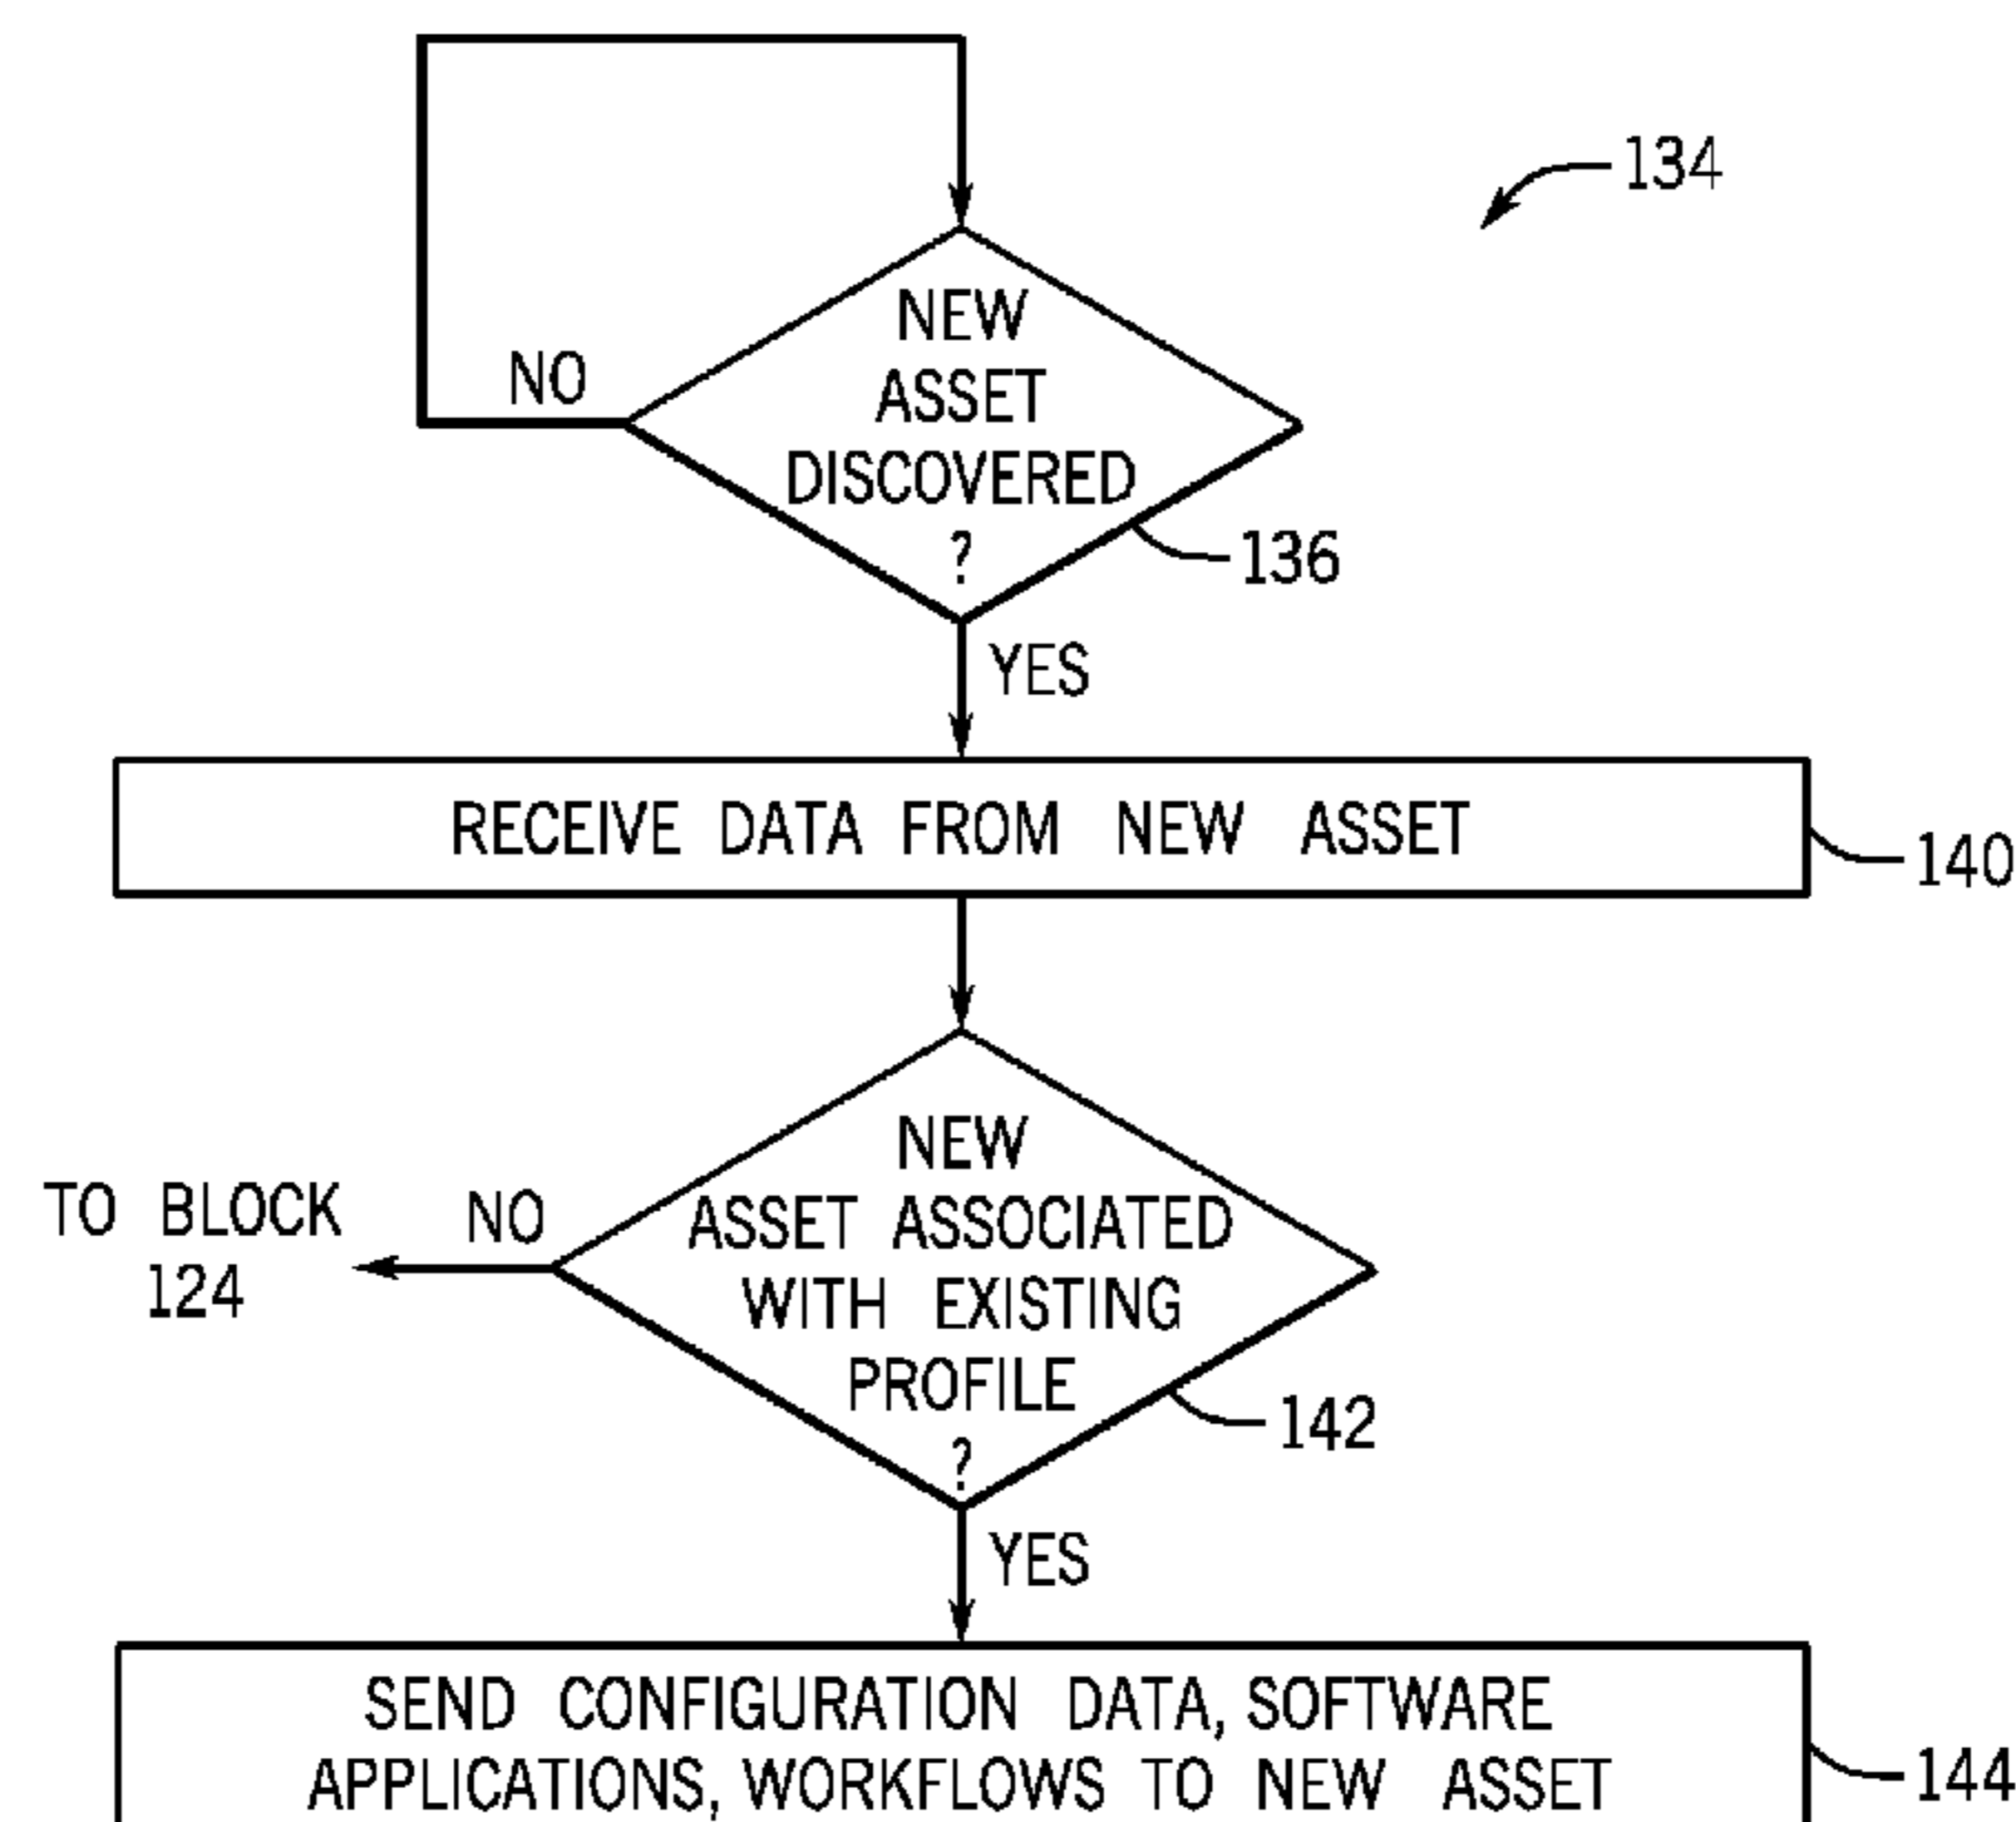 134
NEW
ASSET
DISCOVERED
?
NO
136
YES
RECEIVE DATA FROM NEW ASSET
140
NEW
ASSET ASSOCIATED
WITH EXISTING
PROFILE
?
NO
TO BLOCK
124
142
YES
SEND CONFIGURATION DATA, SOFTWARE
APPLICATIONS, WORKFLOWS TO NEW ASSET
144